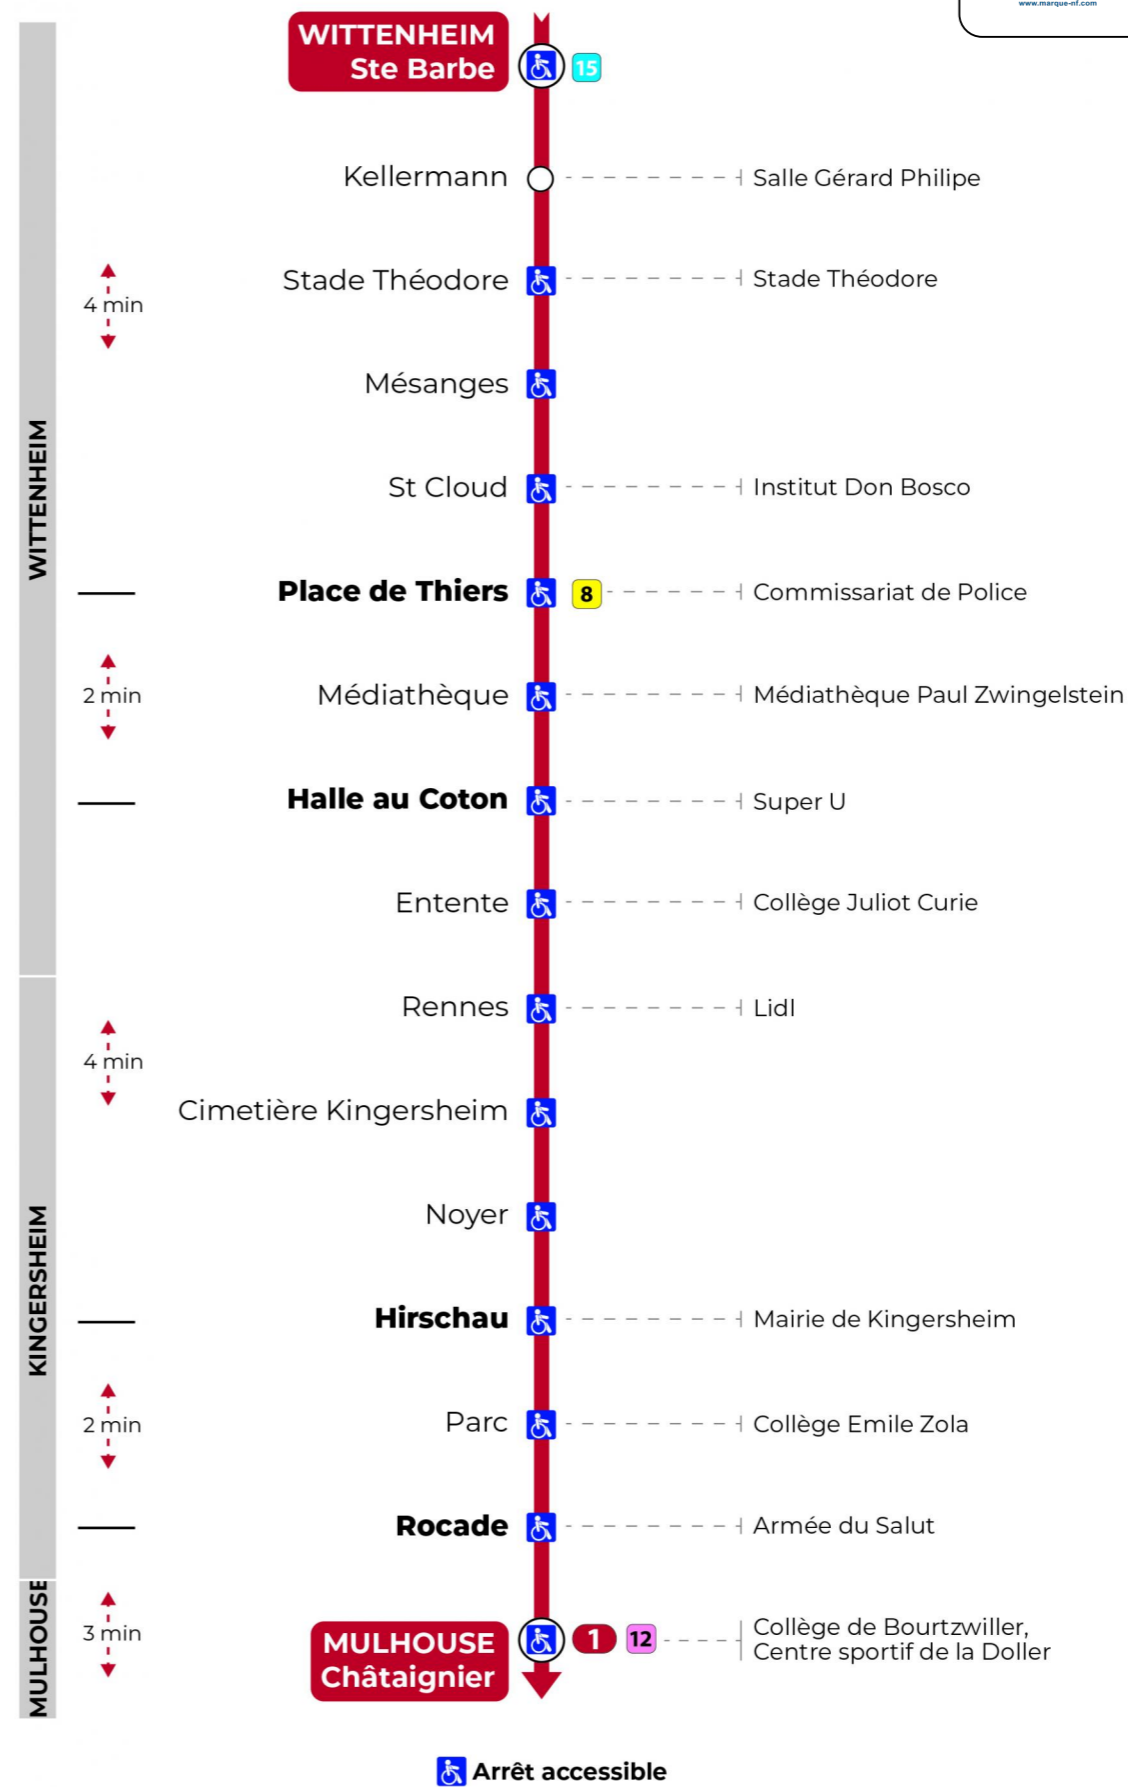 www.marque-nf.com
WITTENHEIM
Ste Barbe
15
Kellermann
Salle Gérard Philipe
Stade Théodore
Stade Théodore
4 min
Mésanges
St Cloud
Institut Don Bosco
WITTENHEIM
Place de Thiers
8
Commissariat de Police
2 min
Médiathèque
Médiathèque Paul Zwingelstein
Halle au Coton
Super U
Entente
Collège Juliot Curie
Rennes
Lidl
4 min
Cimetière Kingersheim
Noyer
KINGERSHEIM
Hirschau
Mairie de Kingersheim
2 min
Parc
Collège Emile Zola
Rocade
Armée du Salut
MULHOUSE
3 min
MULHOUSE
Châtaignier
1
12
Collège de Bourtzwiller,
Centre sportif de la Doller
Arrêt accessible